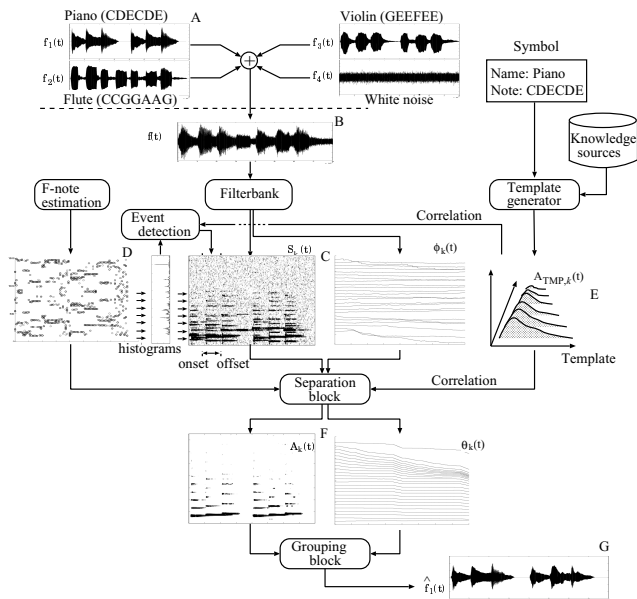 Piano (CDECDE)
A
Violin (GEEFEE)
f₁(t)
f₃(t)
Symbol
f₂(t)
f₄(t)
Name: Piano
Note: CDECDE
Flute (CCGGAAG)
White noise
B
f(t)
Knowledge
sources
F-note
estimation
Filterbank
Template
generator
Event
detection
Correlation
D
Sₖ(t)
C
ϕₖ(t)
A_TMP,k(t)
E
histograms
onset
offset
Template
Separation
block
Correlation
Aₖ(t)
F
θₖ(t)
Grouping
block
G
f̂₁(t)